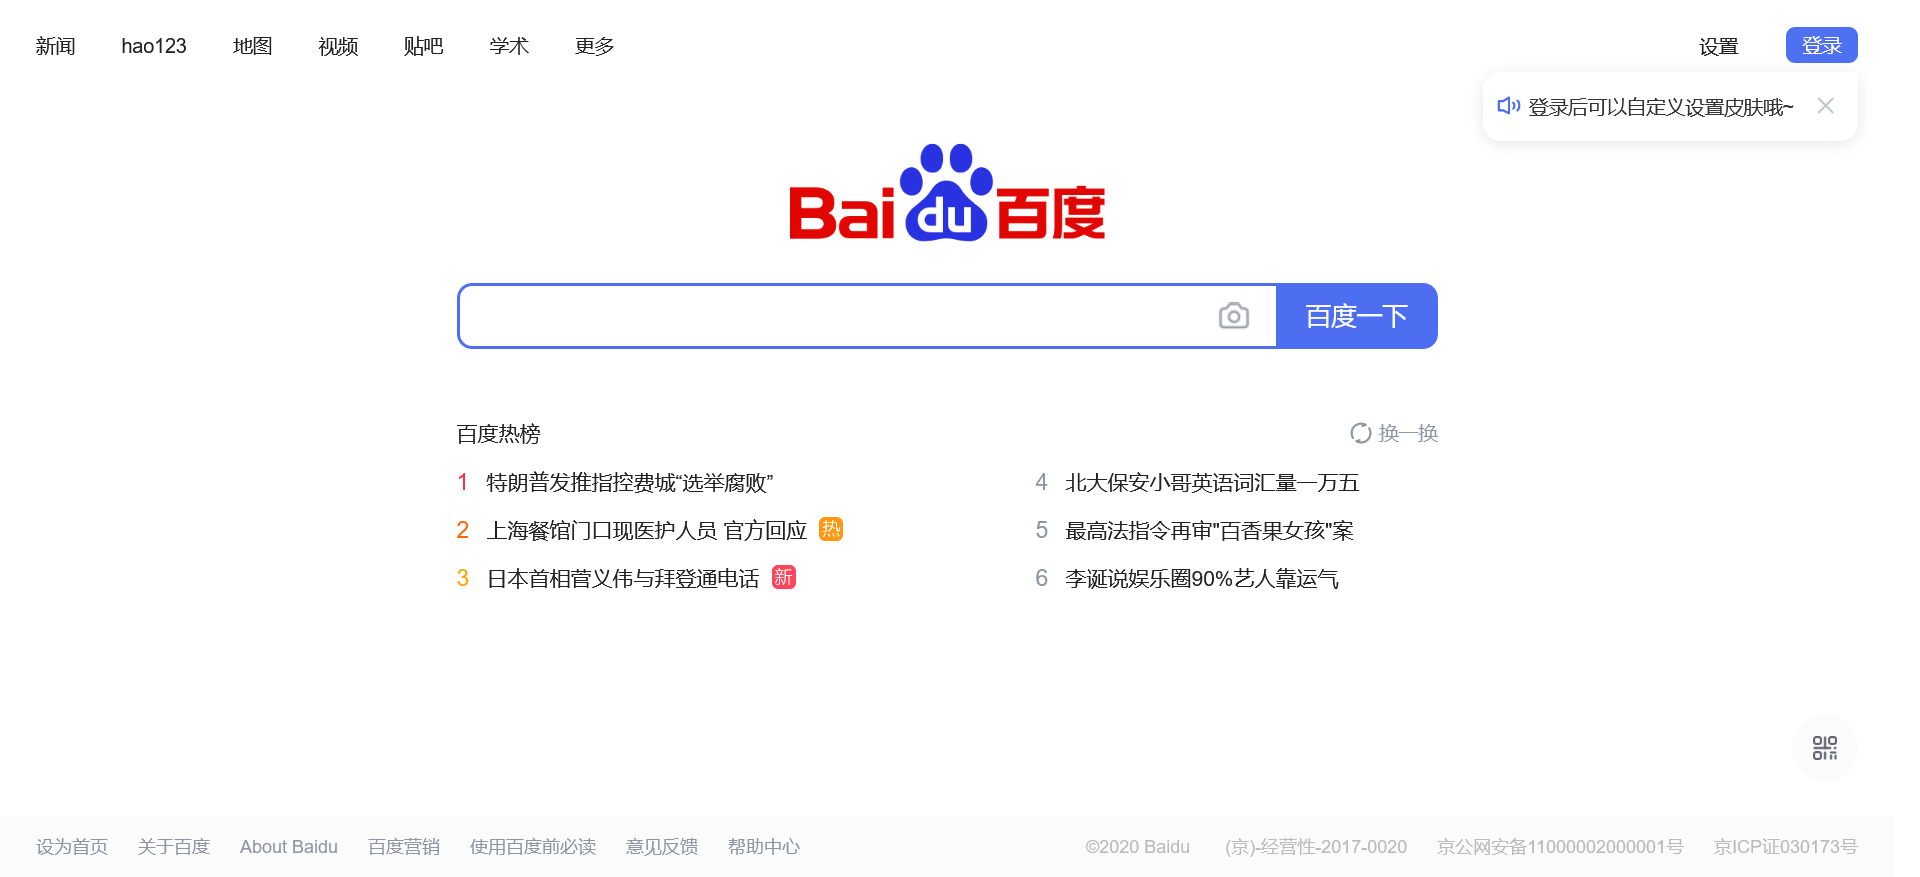 新闻 hao123 地图 视频 贴吧 学术 更多 设置 登录
登录后可以自定义设置皮肤哦~
Bai du 百度
百度一下
百度热榜 换一换
1 特朗普发推指控费城“选举腐败”
2 上海餐馆门口现医护人员 官方回应 热
3 日本首相菅义伟与拜登通电话 新
4 北大保安小哥英语词汇量一万五
5 最高法指令再审"百香果女孩"案
6 李诞说娱乐圈90%艺人靠运气
设为首页 关于百度 About Baidu 百度营销 使用百度前必读 意见反馈 帮助中心 ©2020 Baidu (京)-经营性-2017-0020 京公网安备11000002000001号 京ICP证030173号